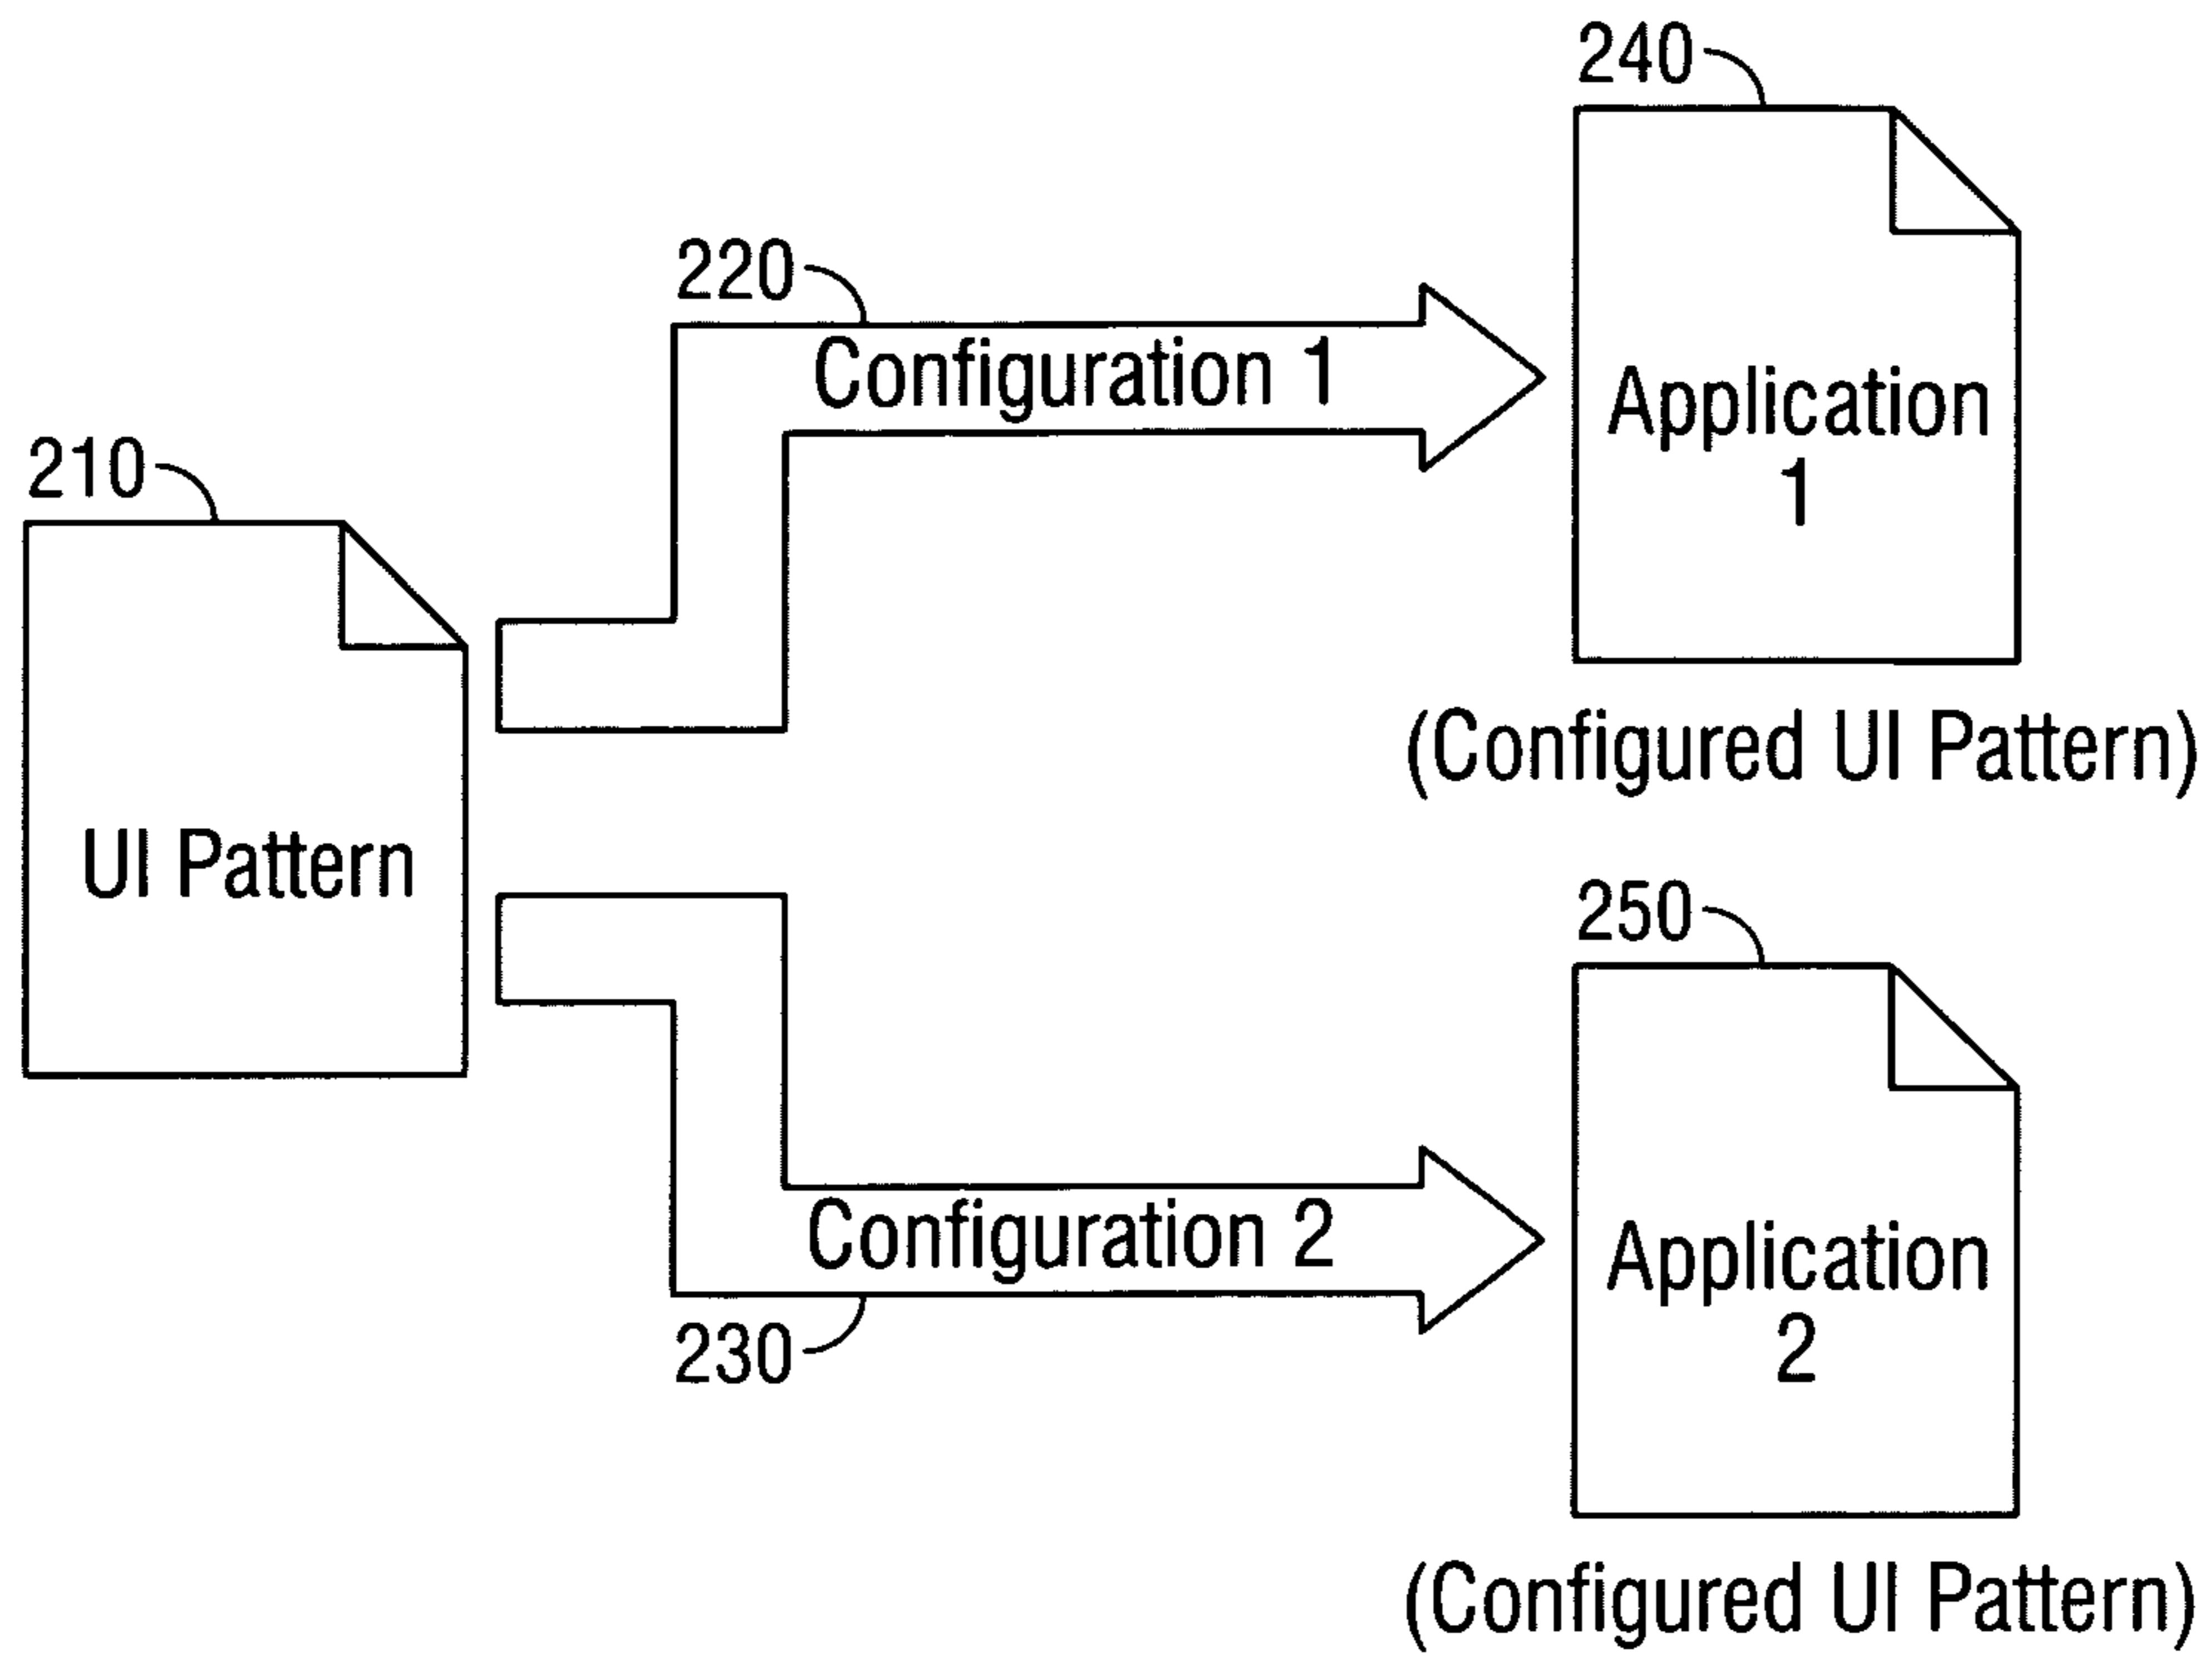 240
220
Configuration 1
Application
1
210
(Configured UI Pattern)
UI Pattern
250
Configuration 2
Application
2
230
(Configured UI Pattern)